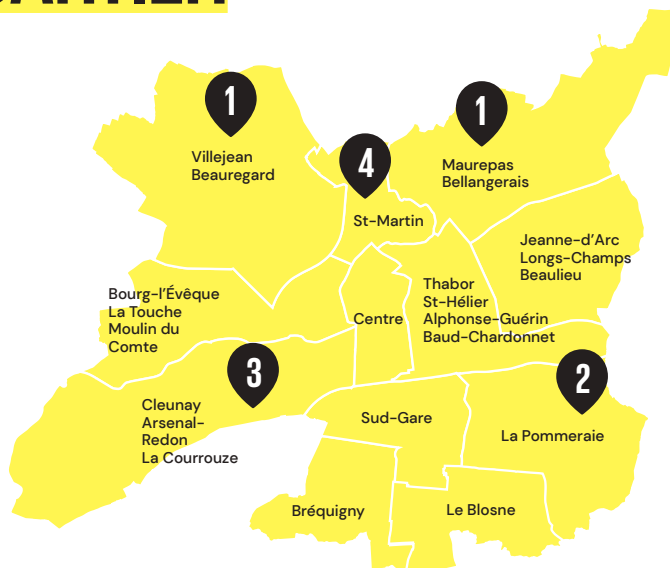 1
Villejean
Beauregard
1
Maurepas
Bellangerais
4
St-Martin
Jeanne-d’Arc
Longs-Champs
Beaulieu
Bourg-l’Évêque
La Touche
Moulin du
Comte
Centre
Thabor
St-Hélier
Alphonse-Guérin
Baud-Chardonnet
3
Cleunay
Arsenal-
Redon
La Courrouze
Sud-Gare
2
La Pommeraie
Bréquigny
Le Blosne